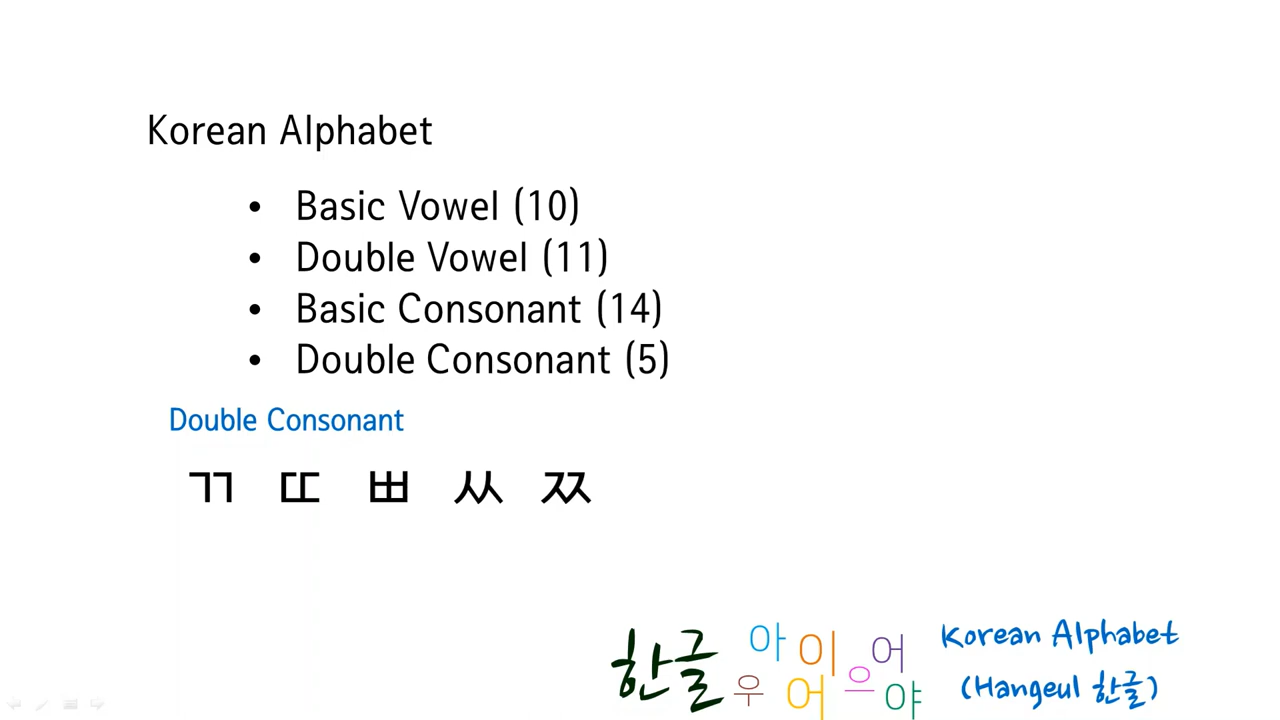 Korean Alphabet
• Basic Vowel (10)
• Double Vowel (11)
• Basic Consonant (14)
• Double Consonant (5)
Double Consonant
ㄲ ㄸ ㅃ ㅆ ㅉ
한글 아 이 어
우 어 으 야
Korean Alphabet
(Hangeul 한글)